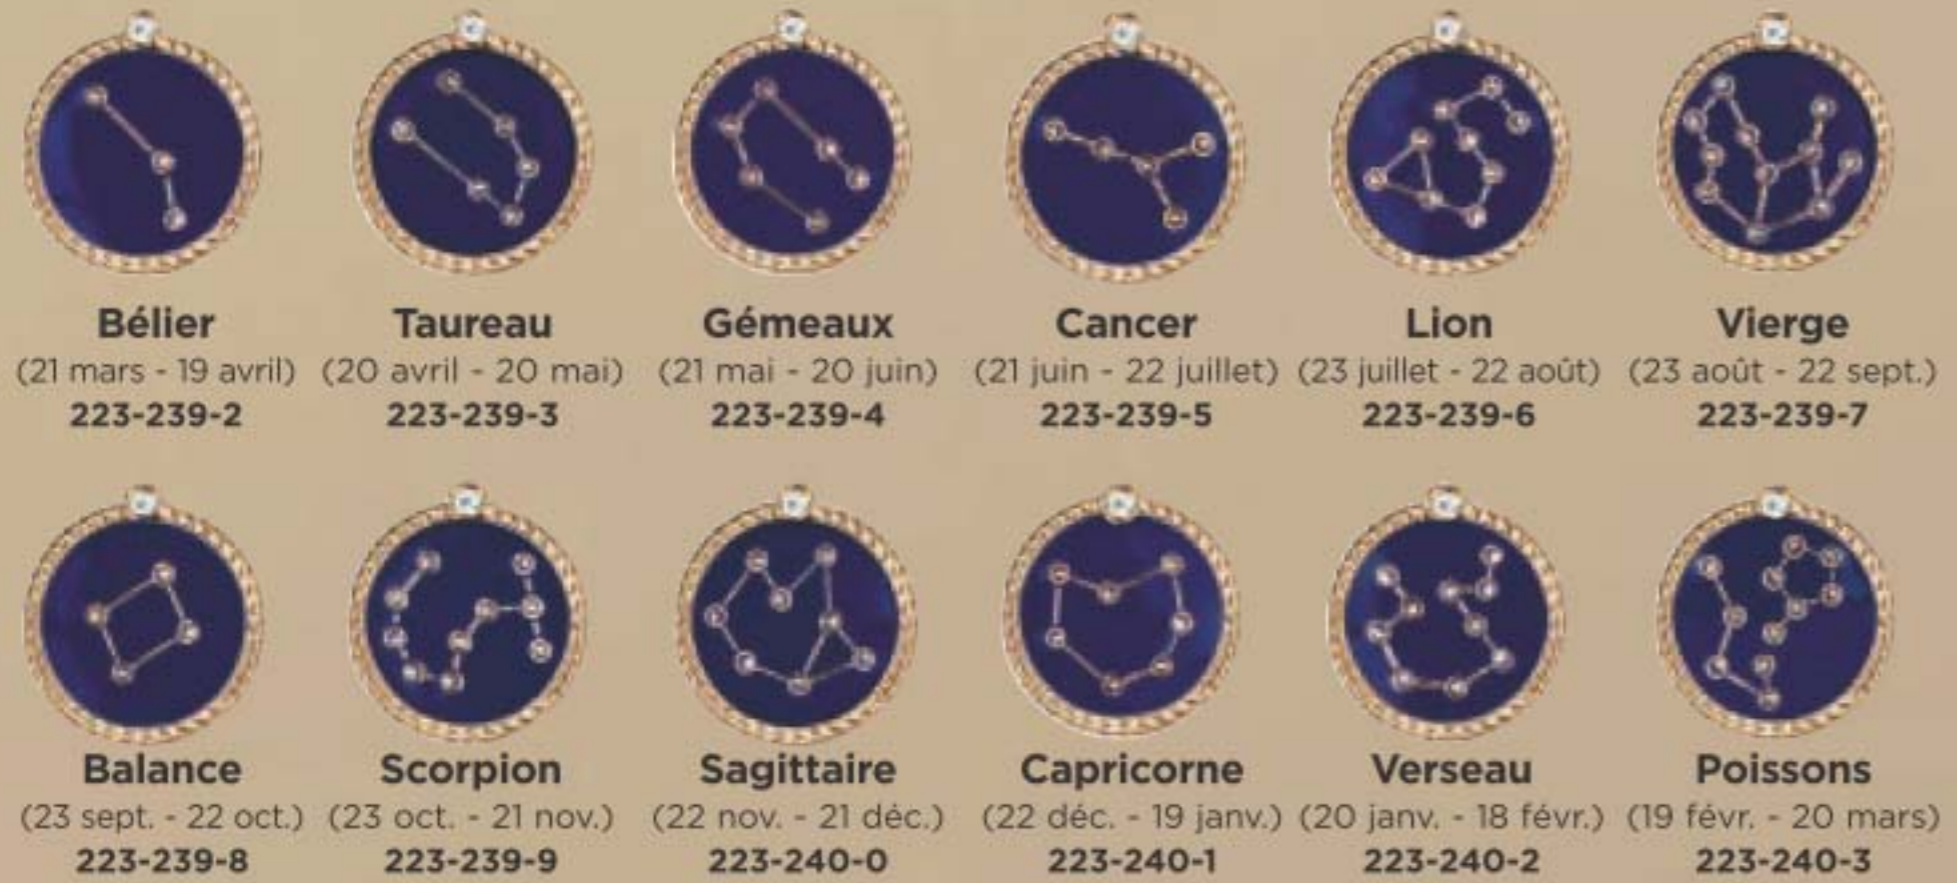 Bélier
(21 mars - 19 avril)
223-239-2
Taureau
(20 avril - 20 mai)
223-239-3
Gémeaux
(21 mai - 20 juin)
223-239-4
Cancer
(21 juin - 22 juillet)
223-239-5
Lion
(23 juillet - 22 août)
223-239-6
Vierge
(23 août - 22 sept.)
223-239-7
Balance
(23 sept. - 22 oct.)
223-239-8
Scorpion
(23 oct. - 21 nov.)
223-239-9
Sagittaire
(22 nov. - 21 déc.)
223-240-0
Capricorne
(22 déc. - 19 janv.)
223-240-1
Verseau
(20 janv. - 18 févr.)
223-240-2
Poissons
(19 févr. - 20 mars)
223-240-3